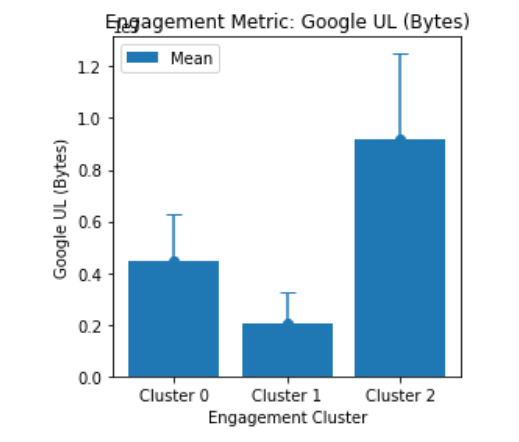 Engagement Metric: Google UL (Bytes)
1e7
Mean
1.2
1.0
0.8
0.6
0.4
0.2
0.0
Google UL (Bytes)
Cluster 0 Cluster 1 Cluster 2
Engagement Cluster